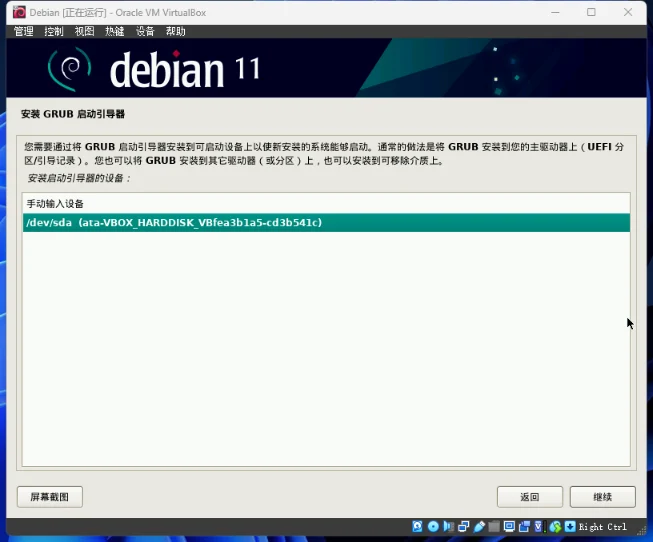 Debian [正在运行] - Oracle VM VirtualBox
管理 控制 视图 热键 设备 帮助
debian 11
安装 GRUB 启动引导器
您需要通过将 GRUB 启动引导器安装到可启动设备上以便新安装的系统能够启动。通常的做法是将 GRUB 安装到您的主驱动器上（UEFI 分
区/引导记录）。您也可以将 GRUB 安装到其它驱动器（或分区）上，也可以安装到可移除介质上。
安装启动引导器的设备：
手动输入设备
/dev/sda (ata-VBOX_HARDDISK_VBfea3b1a5-cd3b541c)
屏幕截图
返回
继续
Right Ctrl